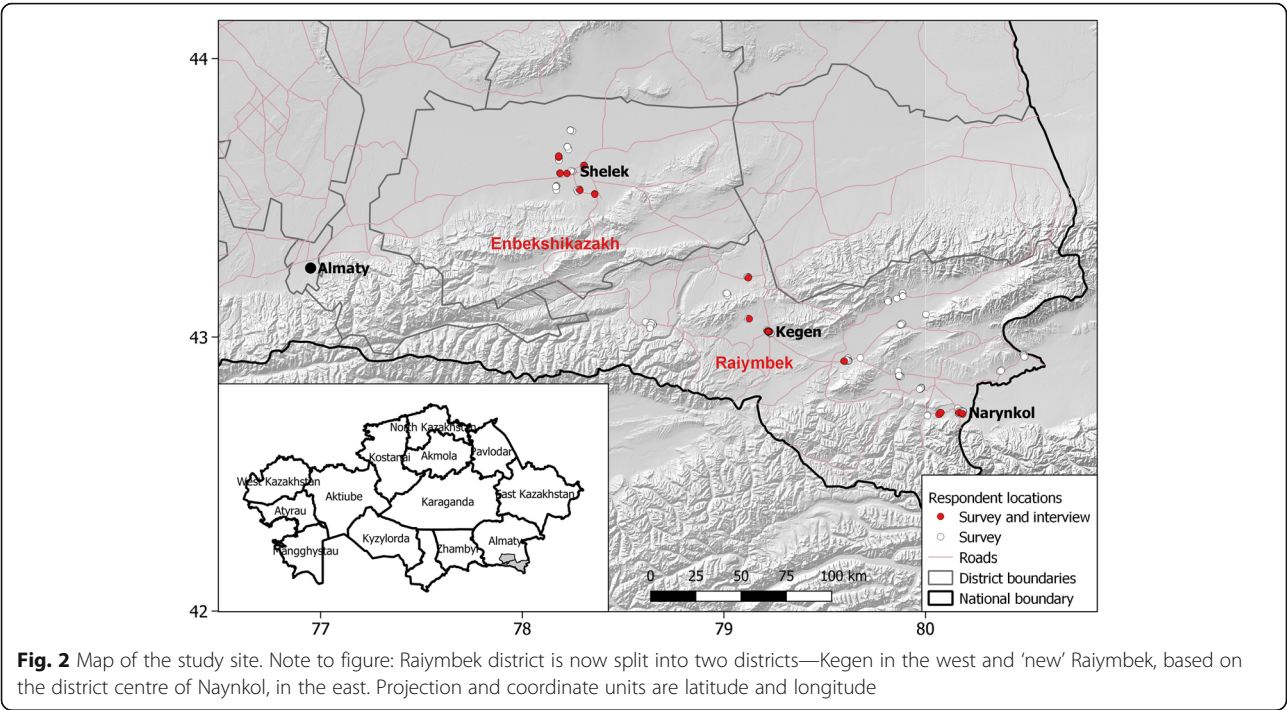 44
Shelek
Enbekshikazakh
Almaty
43
Kegen
Raiymbek
Narynkol
North Kazakhstan
Kostanai
Akmola
Pavlodar
West Kazakhstan
Aktiube
Karaganda
East Kazakhstan
Atyrau
Mangghystau
Kyzylorda
Zhambyl
Almaty
0 25 50 75 100 km
Respondent locations
Survey and interview
Survey
Roads
District boundaries
National boundary
42
77 78 79 80
Fig. 2 Map of the study site. Note to figure: Raiymbek district is now split into two districts—Kegen in the west and ‘new’ Raiymbek, based on
the district centre of Naynkol, in the east. Projection and coordinate units are latitude and longitude